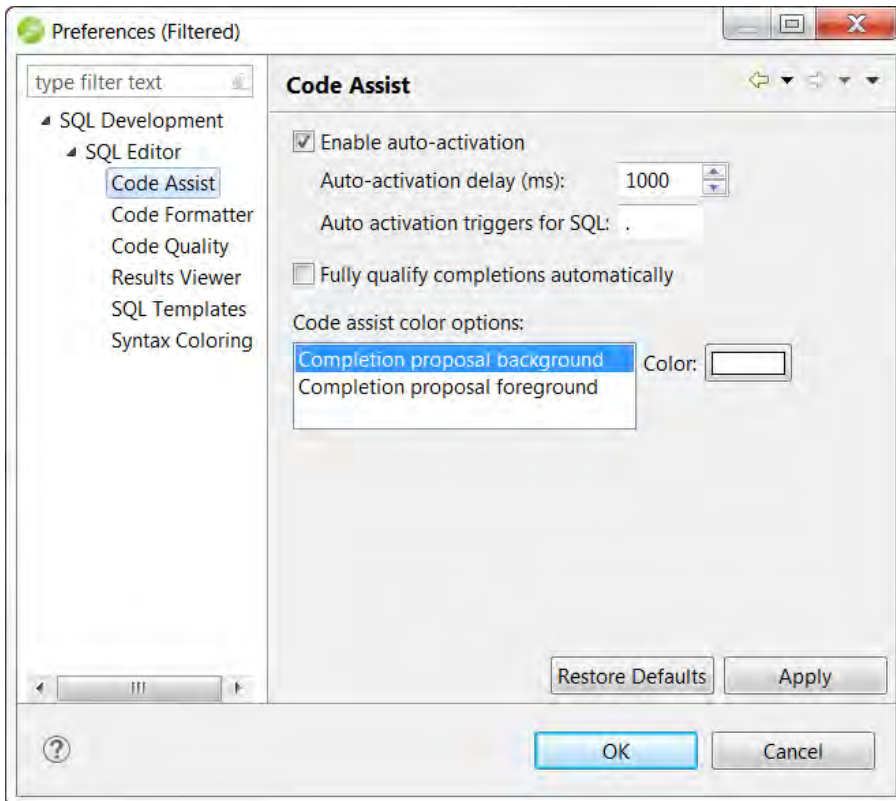 Preferences (Filtered)
type filter text
SQL Development
SQL Editor
Code Assist
Code Formatter
Code Quality
Results Viewer
SQL Templates
Syntax Coloring
Code Assist
Enable auto-activation
Auto-activation delay (ms): 1000
Auto activation triggers for SQL: .
Fully qualify completions automatically
Code assist color options:
Completion proposal background
Color:
Completion proposal foreground
Restore Defaults Apply
? OK Cancel